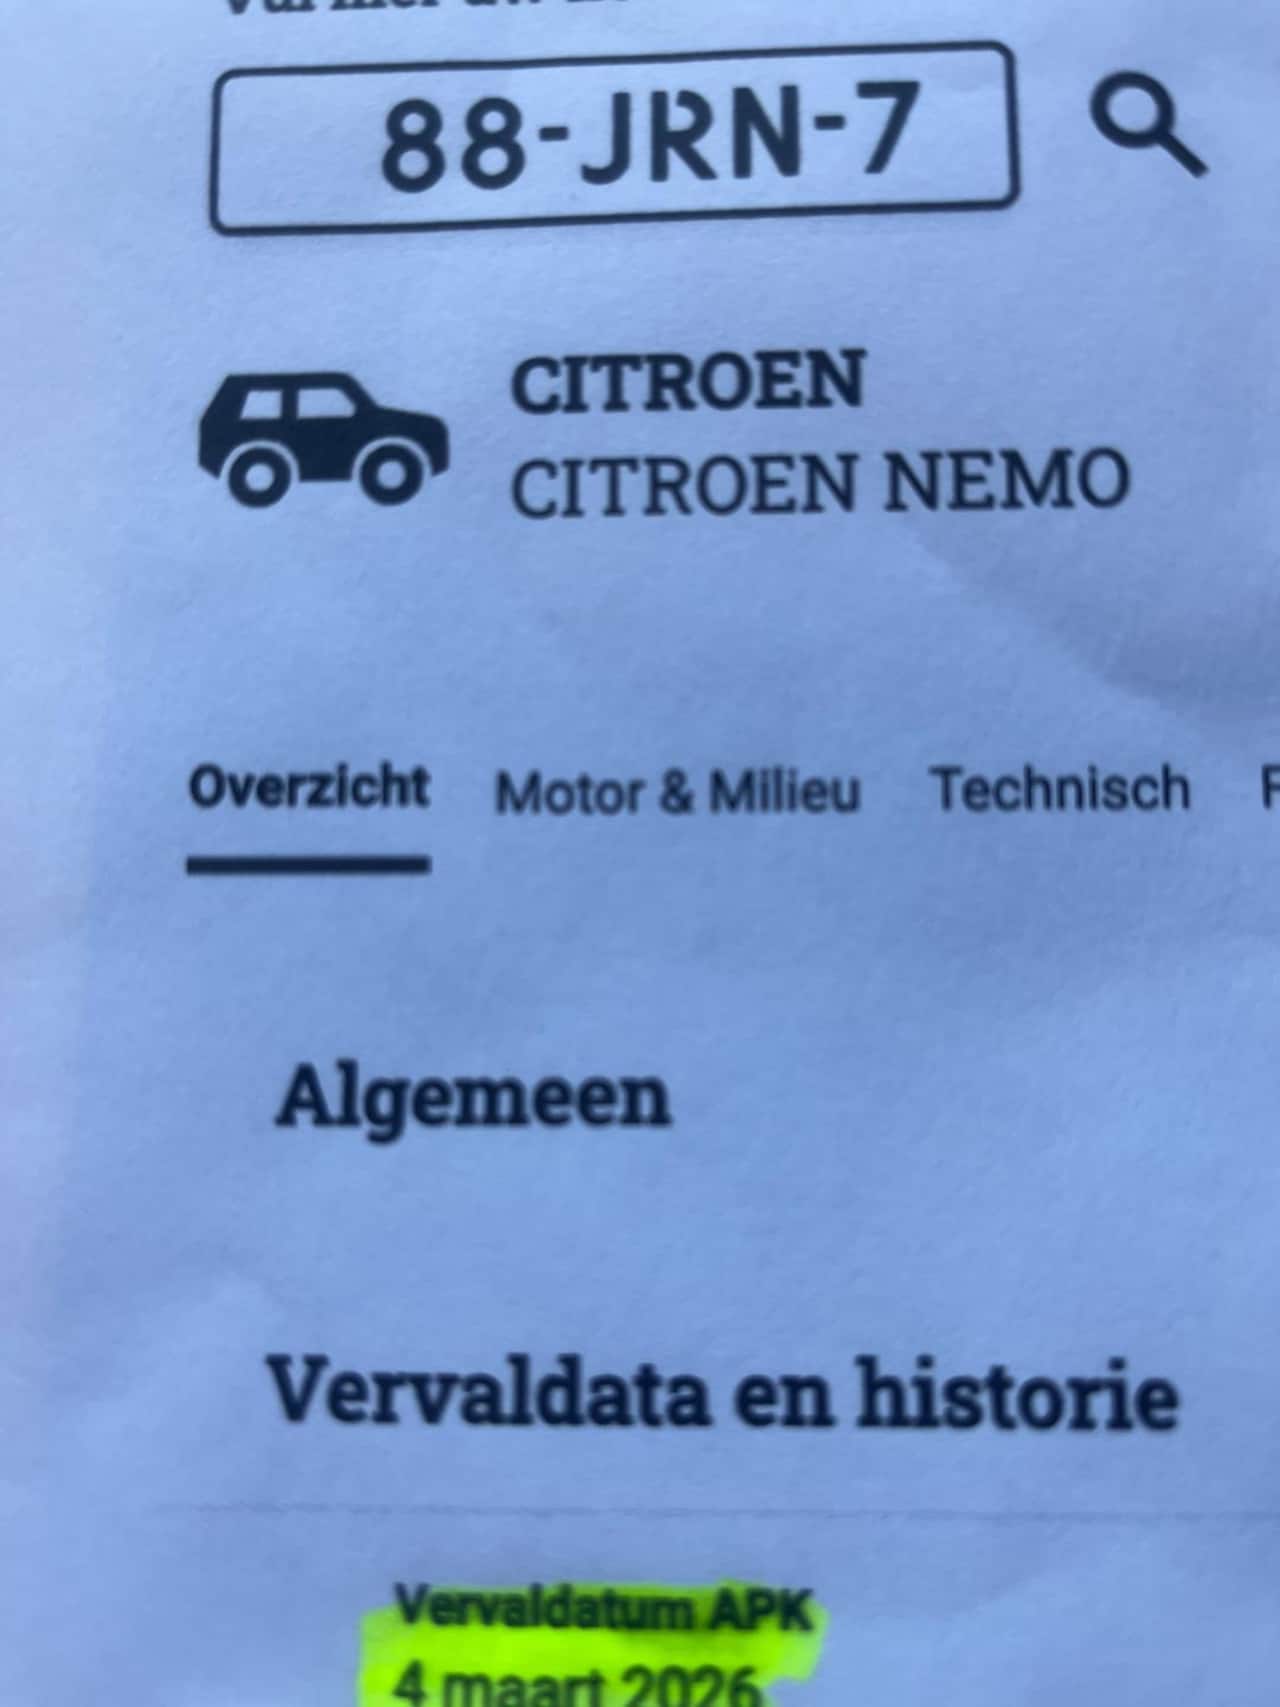 88-JRN-7
CITROEN
CITROEN NEMO
Overzicht Motor & Milieu Technisch
Algemeen
Vervaldata en historie
Vervaldatum APK
4 maart 2026